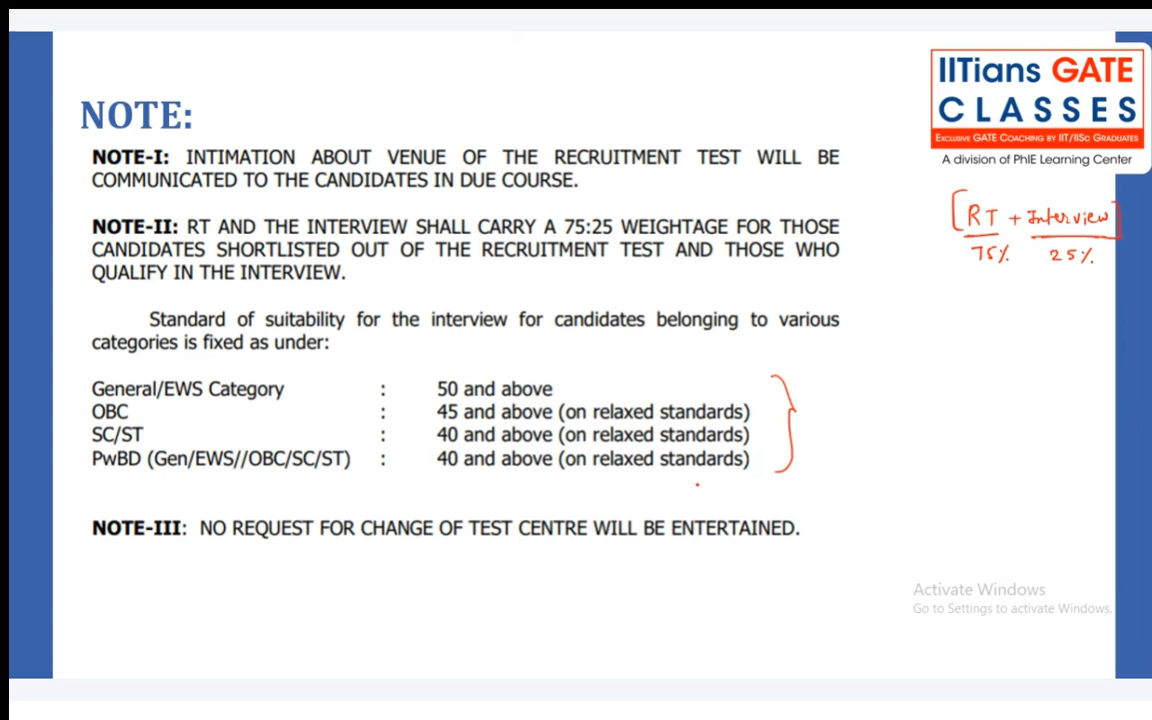 IITians GATE
CLASSES
EXCLUSIVE GATE COACHING BY IIT/IISc GRADUATES
A division of PhIE Learning Center
NOTE:
NOTE-I: INTIMATION ABOUT VENUE OF THE RECRUITMENT TEST WILL BE
COMMUNICATED TO THE CANDIDATES IN DUE COURSE.
[RT + Interview]
75% 25%
NOTE-II: RT AND THE INTERVIEW SHALL CARRY A 75:25 WEIGHTAGE FOR THOSE
CANDIDATES SHORTLISTED OUT OF THE RECRUITMENT TEST AND THOSE WHO
QUALIFY IN THE INTERVIEW.
Standard of suitability for the interview for candidates belonging to various
categories is fixed as under:
General/EWS Category : 50 and above
OBC : 45 and above (on relaxed standards)
SC/ST : 40 and above (on relaxed standards)
PwBD (Gen/EWS//OBC/SC/ST) : 40 and above (on relaxed standards)
NOTE-III: NO REQUEST FOR CHANGE OF TEST CENTRE WILL BE ENTERTAINED.
Activate Windows
Go to Settings to activate Windows.